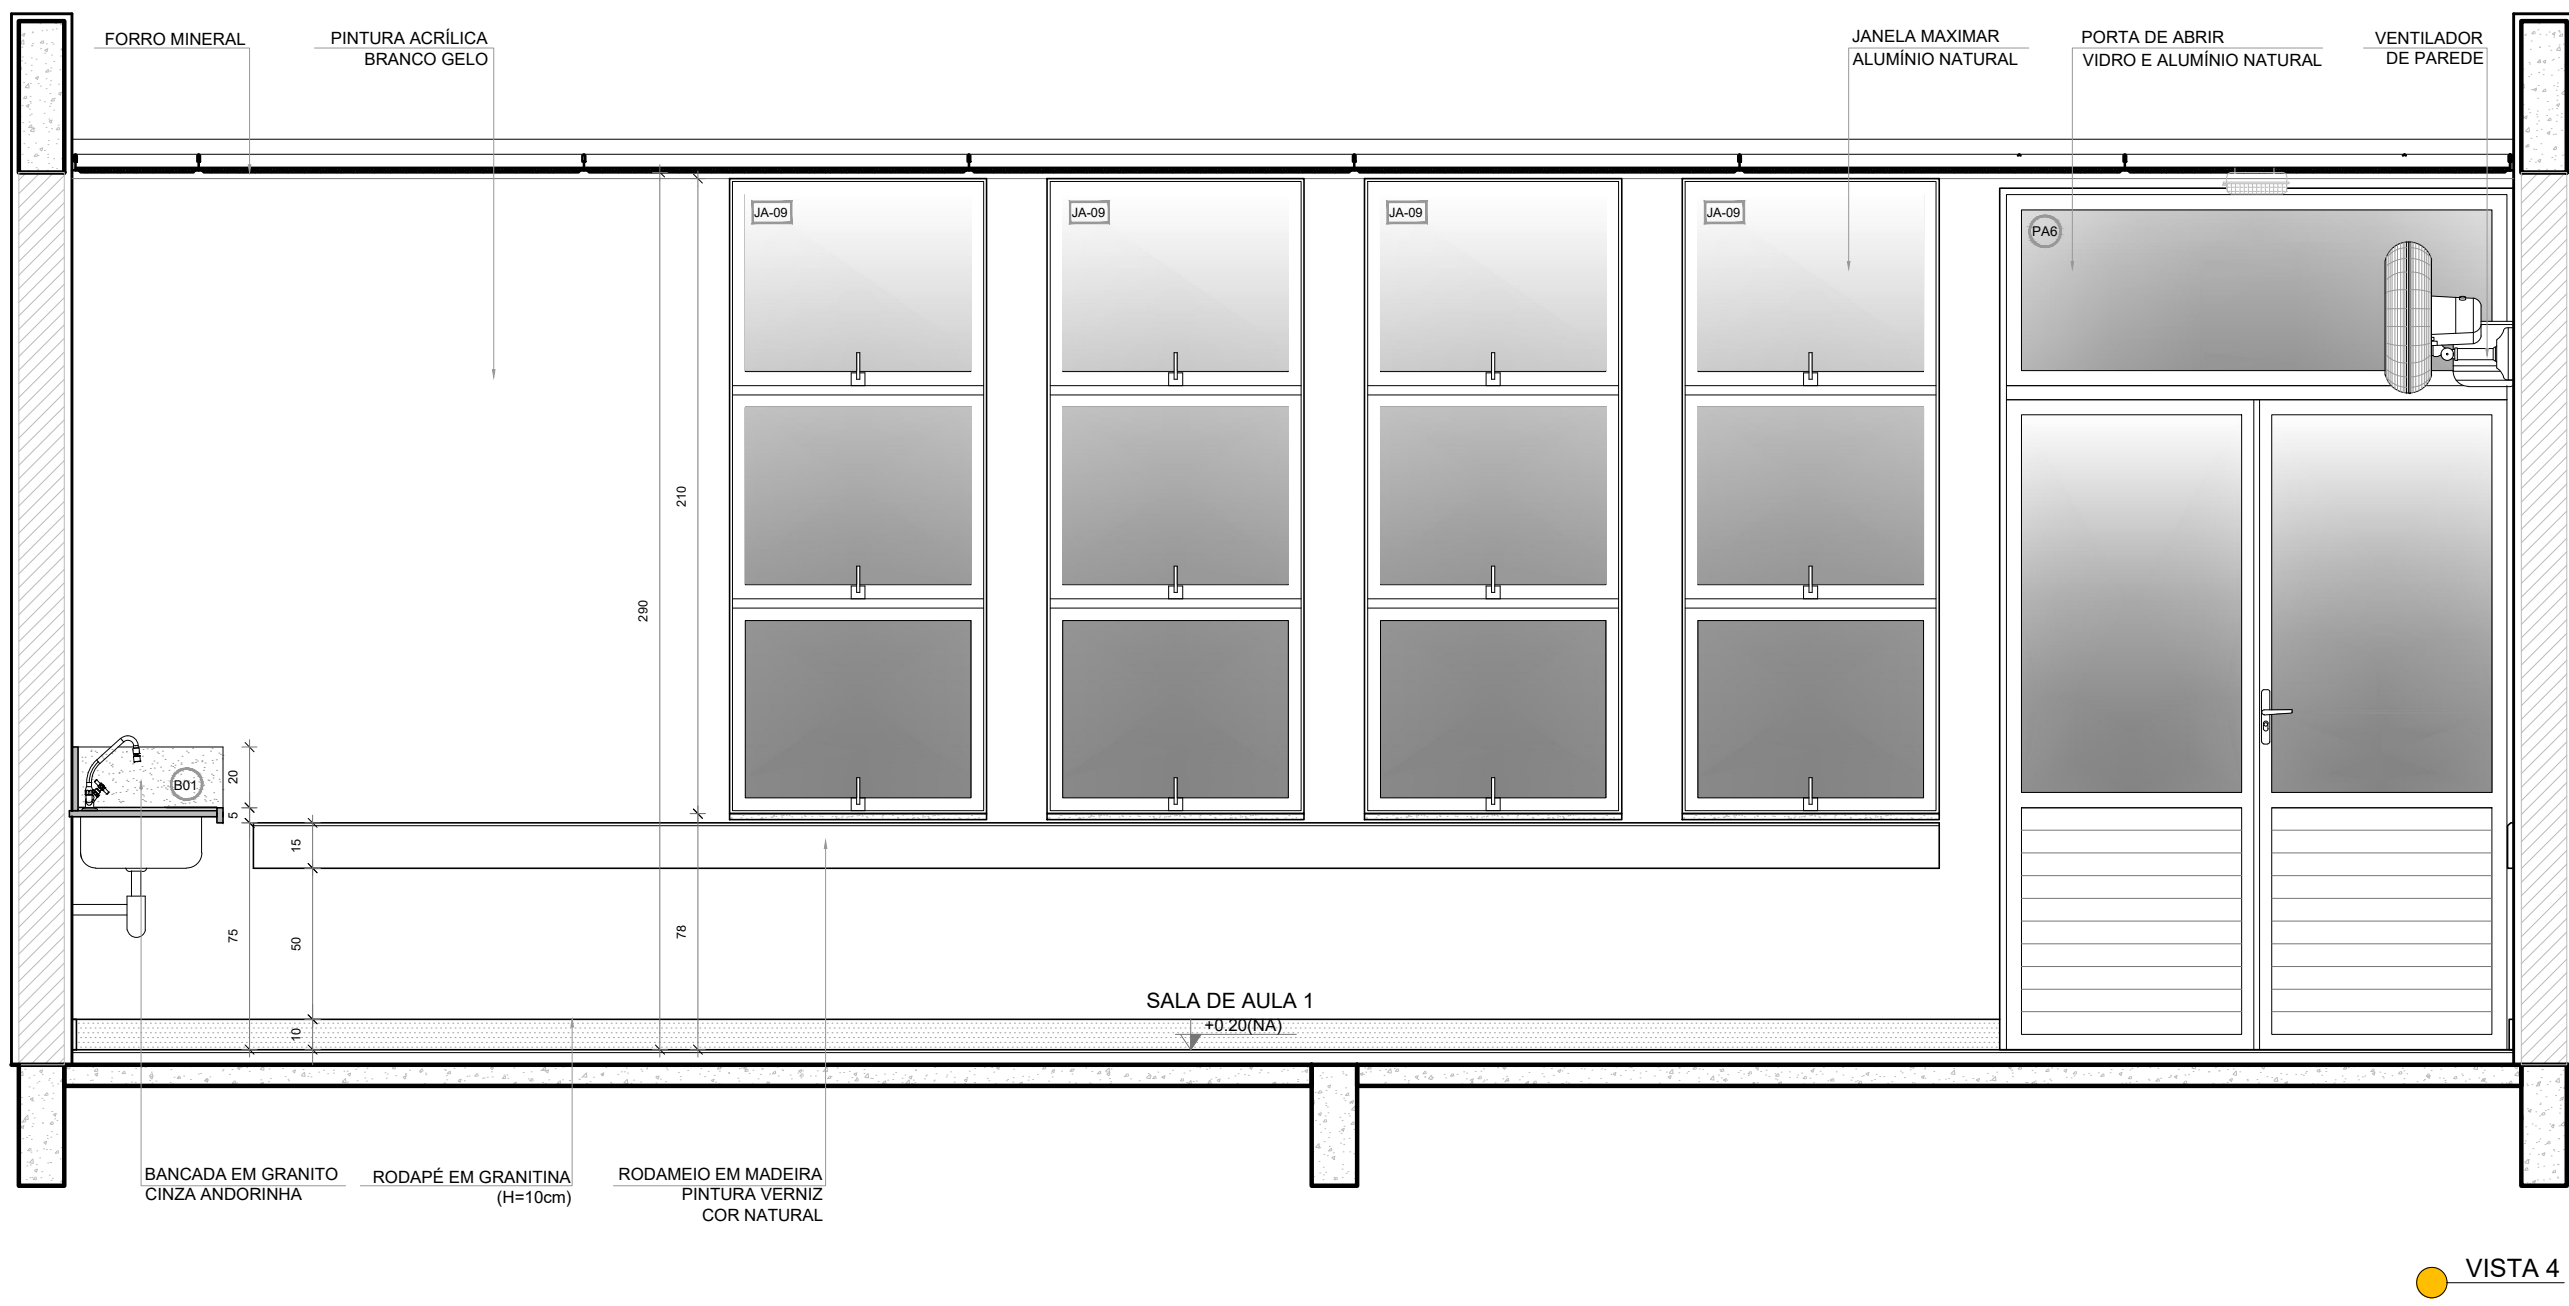 FORRO MINERAL
PINTURA ACRÍLICA
BRANCO GELO
JANELA MAXIMAR
ALUMÍNIO NATURAL
PORTA DE ABRIR
VIDRO E ALUMÍNIO NATURAL
VENTILADOR
DE PAREDE
JA-09
JA-09
JA-09
JA-09
PA6
210
290
B01
20
5
15
75
50
78
10
SALA DE AULA 1
+0.20(NA)
BANCADA EM GRANITO
CINZA ANDORINHA
RODAPÉ EM GRANITINA
(H=10cm)
RODAMEIO EM MADEIRA
PINTURA VERNIZ
COR NATURAL
VISTA 4